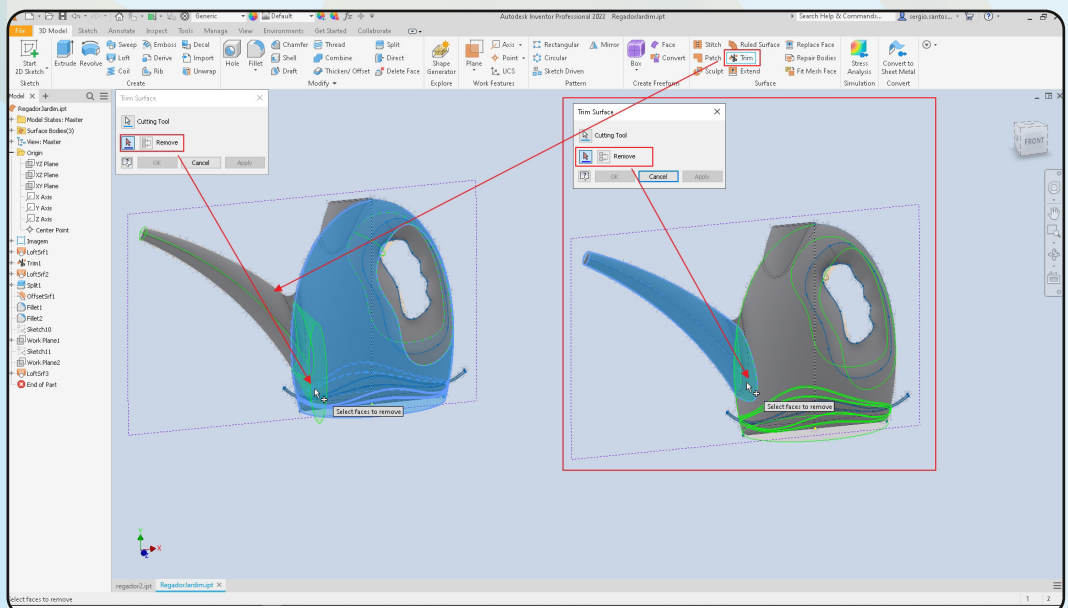 Generic
Default
Autodesk Inventor Professional 2022 RegadorJardim.ipt
Search Help & Commands...
sergio.santos...
File 3D Model Sketch Annotate Inspect Tools Manage View Environments Get Started Collaborate
Start
2D Sketch
Extrude Revolve
Sweep Emboss Decal
Loft Derive Import
Coil Rib Unwrap
Hole Fillet
Chamfer Thread Split
Shell Combine Direct
Draft Thicken/ Offset Delete Face
Shape
Generator
Plane
Axis
Point
UCS
Rectangular Mirror
Circular
Sketch Driven
Box
Face
Convert
Stitch Ruled Surface Replace Face
Patch Trim Repair Bodies
Sculpt Extend Fit Mesh Face
Stress
Analysis
Convert to
Sheet Metal
Sketch Create Modify Explore Work Features Pattern Create Freeform Surface Simulation Convert
Model
RegadorJardim.ipt
Model States: Master
Surface Bodies(3)
View: Master
Origin
YZ Plane
XZ Plane
XY Plane
X Axis
Y Axis
Z Axis
Center Point
Imagem
LoftSrf1
Trim1
LoftSrf2
Split1
OffsetSrf1
Fillet1
Fillet2
Sketch10
Work Plane1
Sketch11
Work Plane2
LoftSrf3
End of Part
Trim Surface
Cutting Tool
Remove
OK Cancel Apply
Select faces to remove
Trim Surface
Cutting Tool
Remove
OK Cancel Apply
Select faces to remove
FRONT
Y
X
Z
regador2.ipt RegadorJardim.ipt
Select faces to remove
1 2